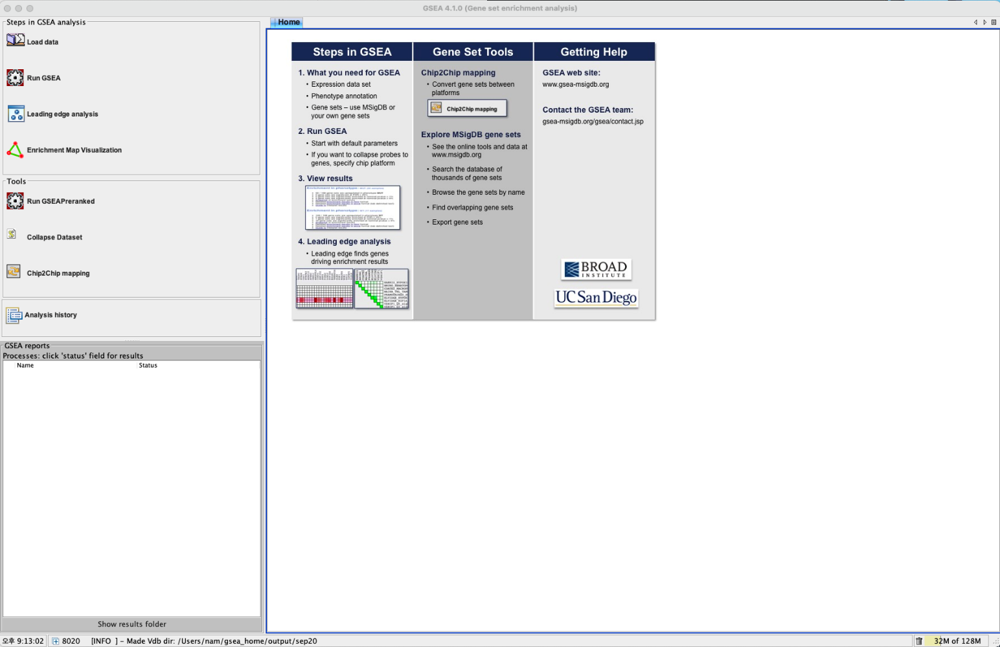 GSEA 4.1.0 (Gene set enrichment analysis)
Steps in GSEA analysis
Load data
Run GSEA
Leading edge analysis
Enrichment Map Visualization
Tools
Run GSEAPreranked
Collapse Dataset
Chip2Chip mapping
Analysis history
GSEA reports
Processes: click 'status' field for results
Name Status
Show results folder
Home
Steps in GSEA
1. What you need for GSEA
• Expression data set
• Phenotype annotation
• Gene sets – use MSigDB or
your own gene sets
2. Run GSEA
• Start with default parameters
• If you want to collapse probes to
genes, specify chip platform
3. View results
4. Leading edge analysis
• Leading edge finds genes
driving enrichment results
Gene Set Tools
Chip2Chip mapping
• Convert gene sets between
platforms
Chip2Chip mapping
Explore MSigDB gene sets
• See the online tools and data at
www.msigdb.org
• Search the database of
thousands of gene sets
• Browse the gene sets by name
• Find overlapping gene sets
• Export gene sets
Getting Help
GSEA web site:
www.gsea-msigdb.org
Contact the GSEA team:
gsea-msigdb.org/gsea/contact.jsp
BROAD
INSTITUTE
UC San Diego
오후 9:13:02 8020 [INFO ] - Made Vdb dir: /Users/nam/gsea_home/output/sep20 32M of 128M